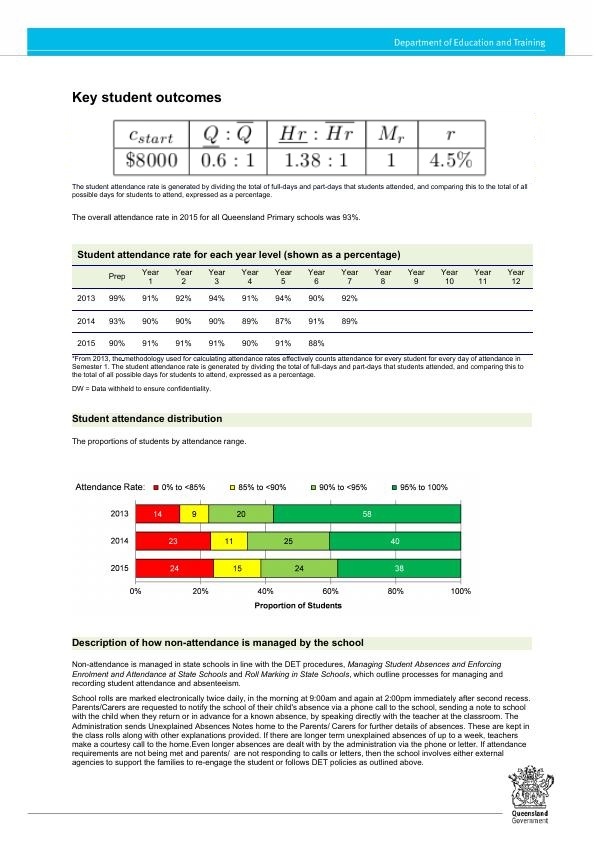 Department of Education and Training
Key student outcomes
c_start Q : Q̅ Hr : H̅r̅ M_r r
$8000 0.6 : 1 1.38 : 1 1 4.5%
The student attendance rate is generated by dividing the total of full-days and part-days that students attended, and comparing this to the total of all
possible days for students to attend, expressed as a percentage.
The overall attendance rate in 2015 for all Queensland Primary schools was 93%.
Student attendance rate for each year level (shown as a percentage)
Prep Year 1 Year 2 Year 3 Year 4 Year 5 Year 6 Year 7 Year 8 Year 9 Year 10 Year 11 Year 12
2013 99% 91% 92% 94% 91% 94% 90% 92%
2014 93% 90% 90% 90% 89% 87% 91% 89%
2015 90% 91% 91% 91% 90% 91% 88%
*From 2013, the methodology used for calculating attendance rates effectively counts attendance for every student for every day of attendance in
Semester 1. The student attendance rate is generated by dividing the total of full-days and part-days that students attended, and comparing this to
the total of all possible days for students to attend, expressed as a percentage.
DW = Data withheld to ensure confidentiality.
Student attendance distribution
The proportions of students by attendance range.
Attendance Rate: 0% to <85% 85% to <90% 90% to <95% 95% to 100%
2013 14 9 20 58
2014 23 11 25 40
2015 24 15 24 38
0% 20% 40% 60% 80% 100%
Proportion of Students
Description of how non-attendance is managed by the school
Non-attendance is managed in state schools in line with the DET procedures, Managing Student Absences and Enforcing
Enrolment and Attendance at State Schools and Roll Marking in State Schools, which outline processes for managing and
recording student attendance and absenteeism.
School rolls are marked electronically twice daily, in the morning at 9:00am and again at 2:00pm immediately after second recess.
Parents/Carers are requested to notify the school of their child's absence via a phone call to the school, sending a note to school
with the child when they return or in advance for a known absence, by speaking directly with the teacher at the classroom. The
Administration sends Unexplained Absences Notes home to the Parents/ Carers for further details of absences. These are kept in
the class rolls along with other explanations provided. If there are longer term unexplained absences of up to a week, teachers
make a courtesy call to the home.Even longer absences are dealt with by the administration via the phone or letter. If attendance
requirements are not being met and parents/ are not responding to calls or letters, then the school involves either external
agencies to support the families to re-engage the student or follows DET policies as outlined above.
Queensland
Government